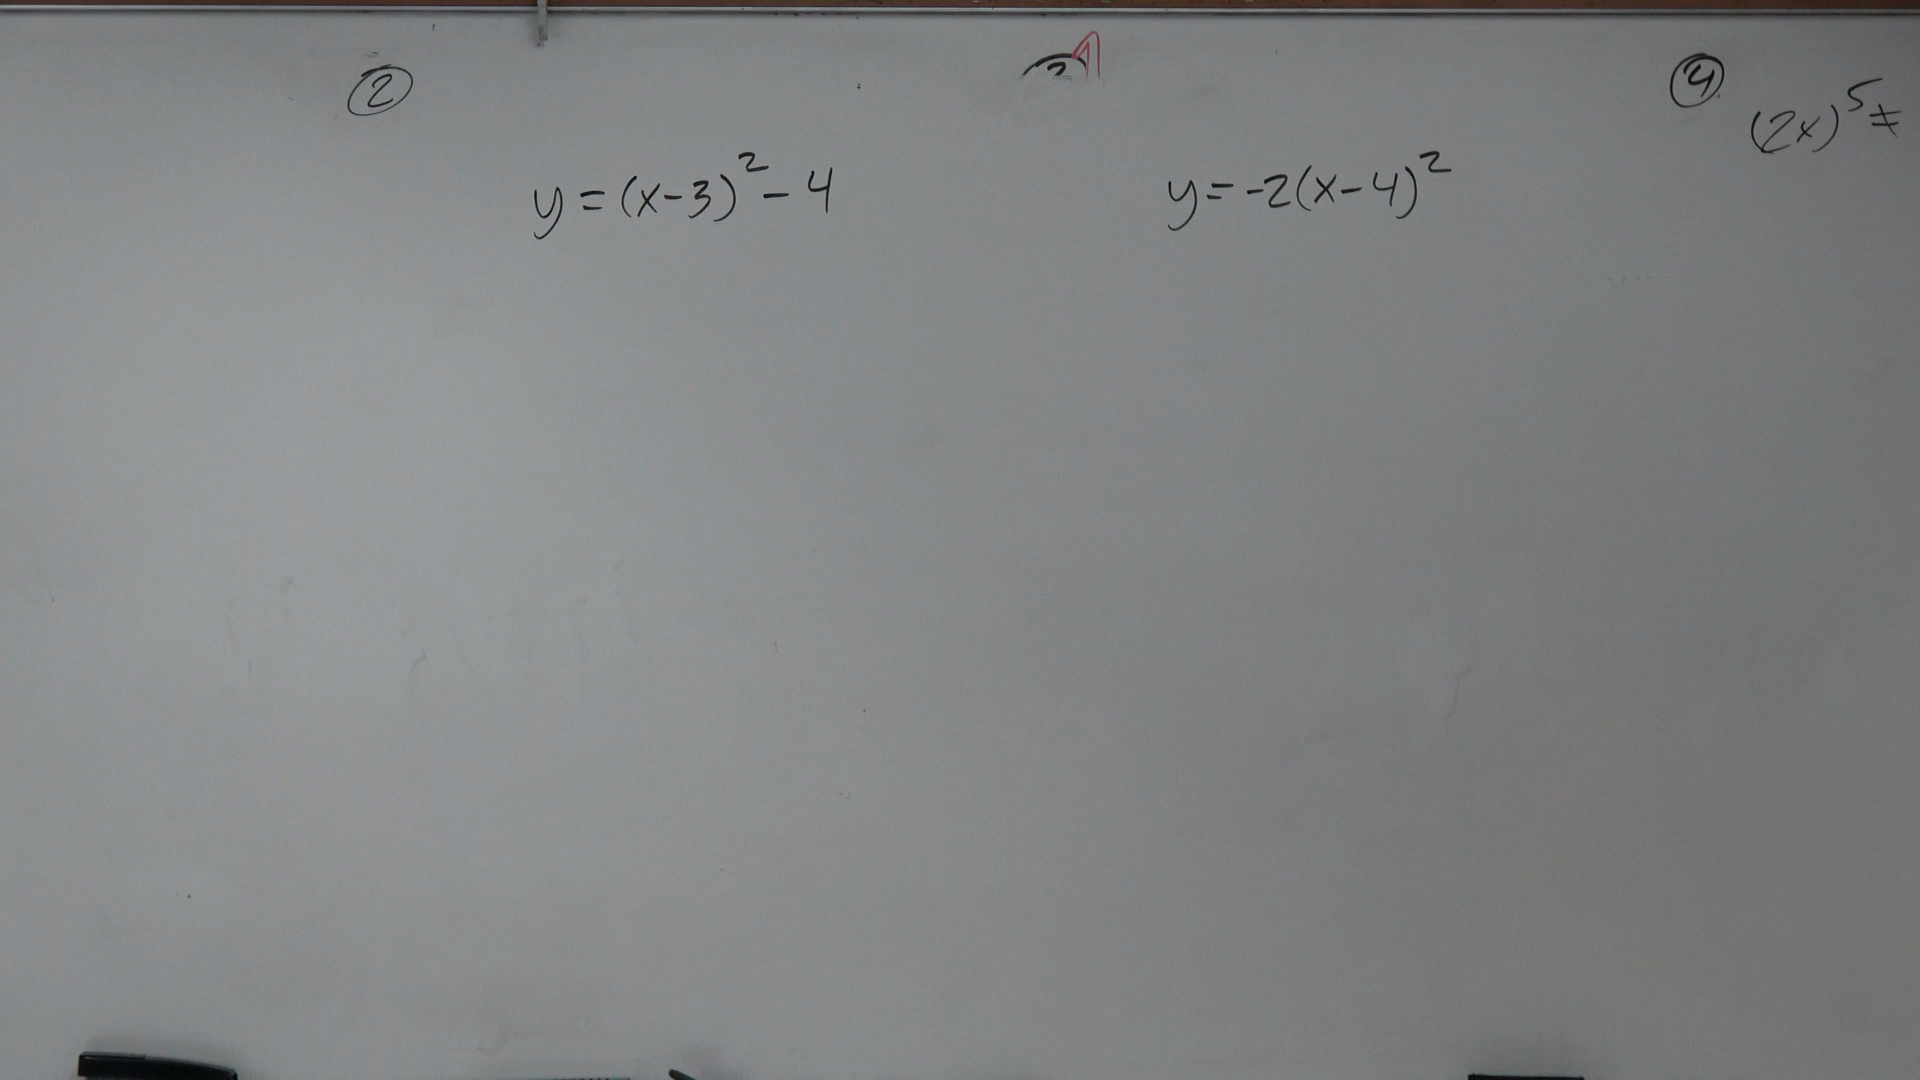 ②
y = (x-3)² - 4
y = -2(x-4)²
④
(2x)⁵ ≠